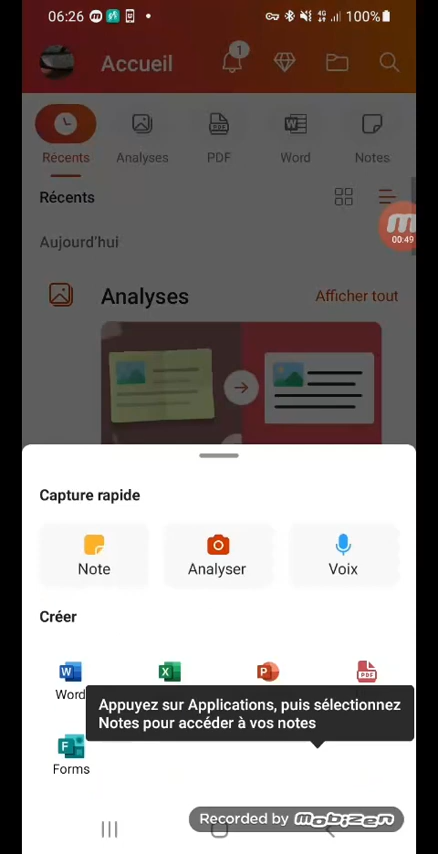 06:26 100%
1
Accueil
Récents Analyses PDF Word Notes
Récents
00:49
Aujourd'hui
Analyses Afficher tout
Capture rapide
Note Analyser Voix
Créer
Word
Appuyez sur Applications, puis sélectionnez
Notes pour accéder à vos notes
Forms
Recorded by mobizen